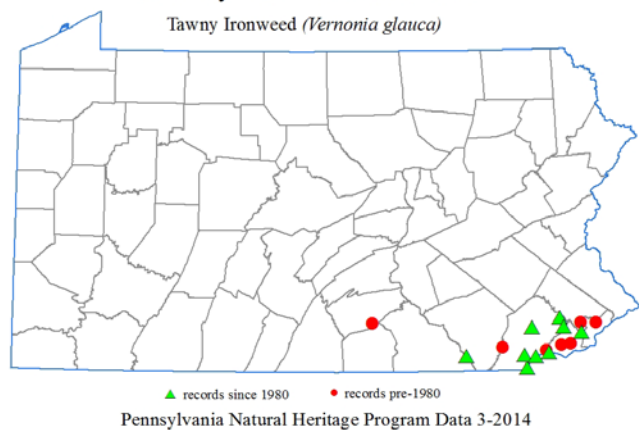 Tawny Ironweed (Vernonia glauca)
records since 1980 records pre-1980
Pennsylvania Natural Heritage Program Data 3-2014